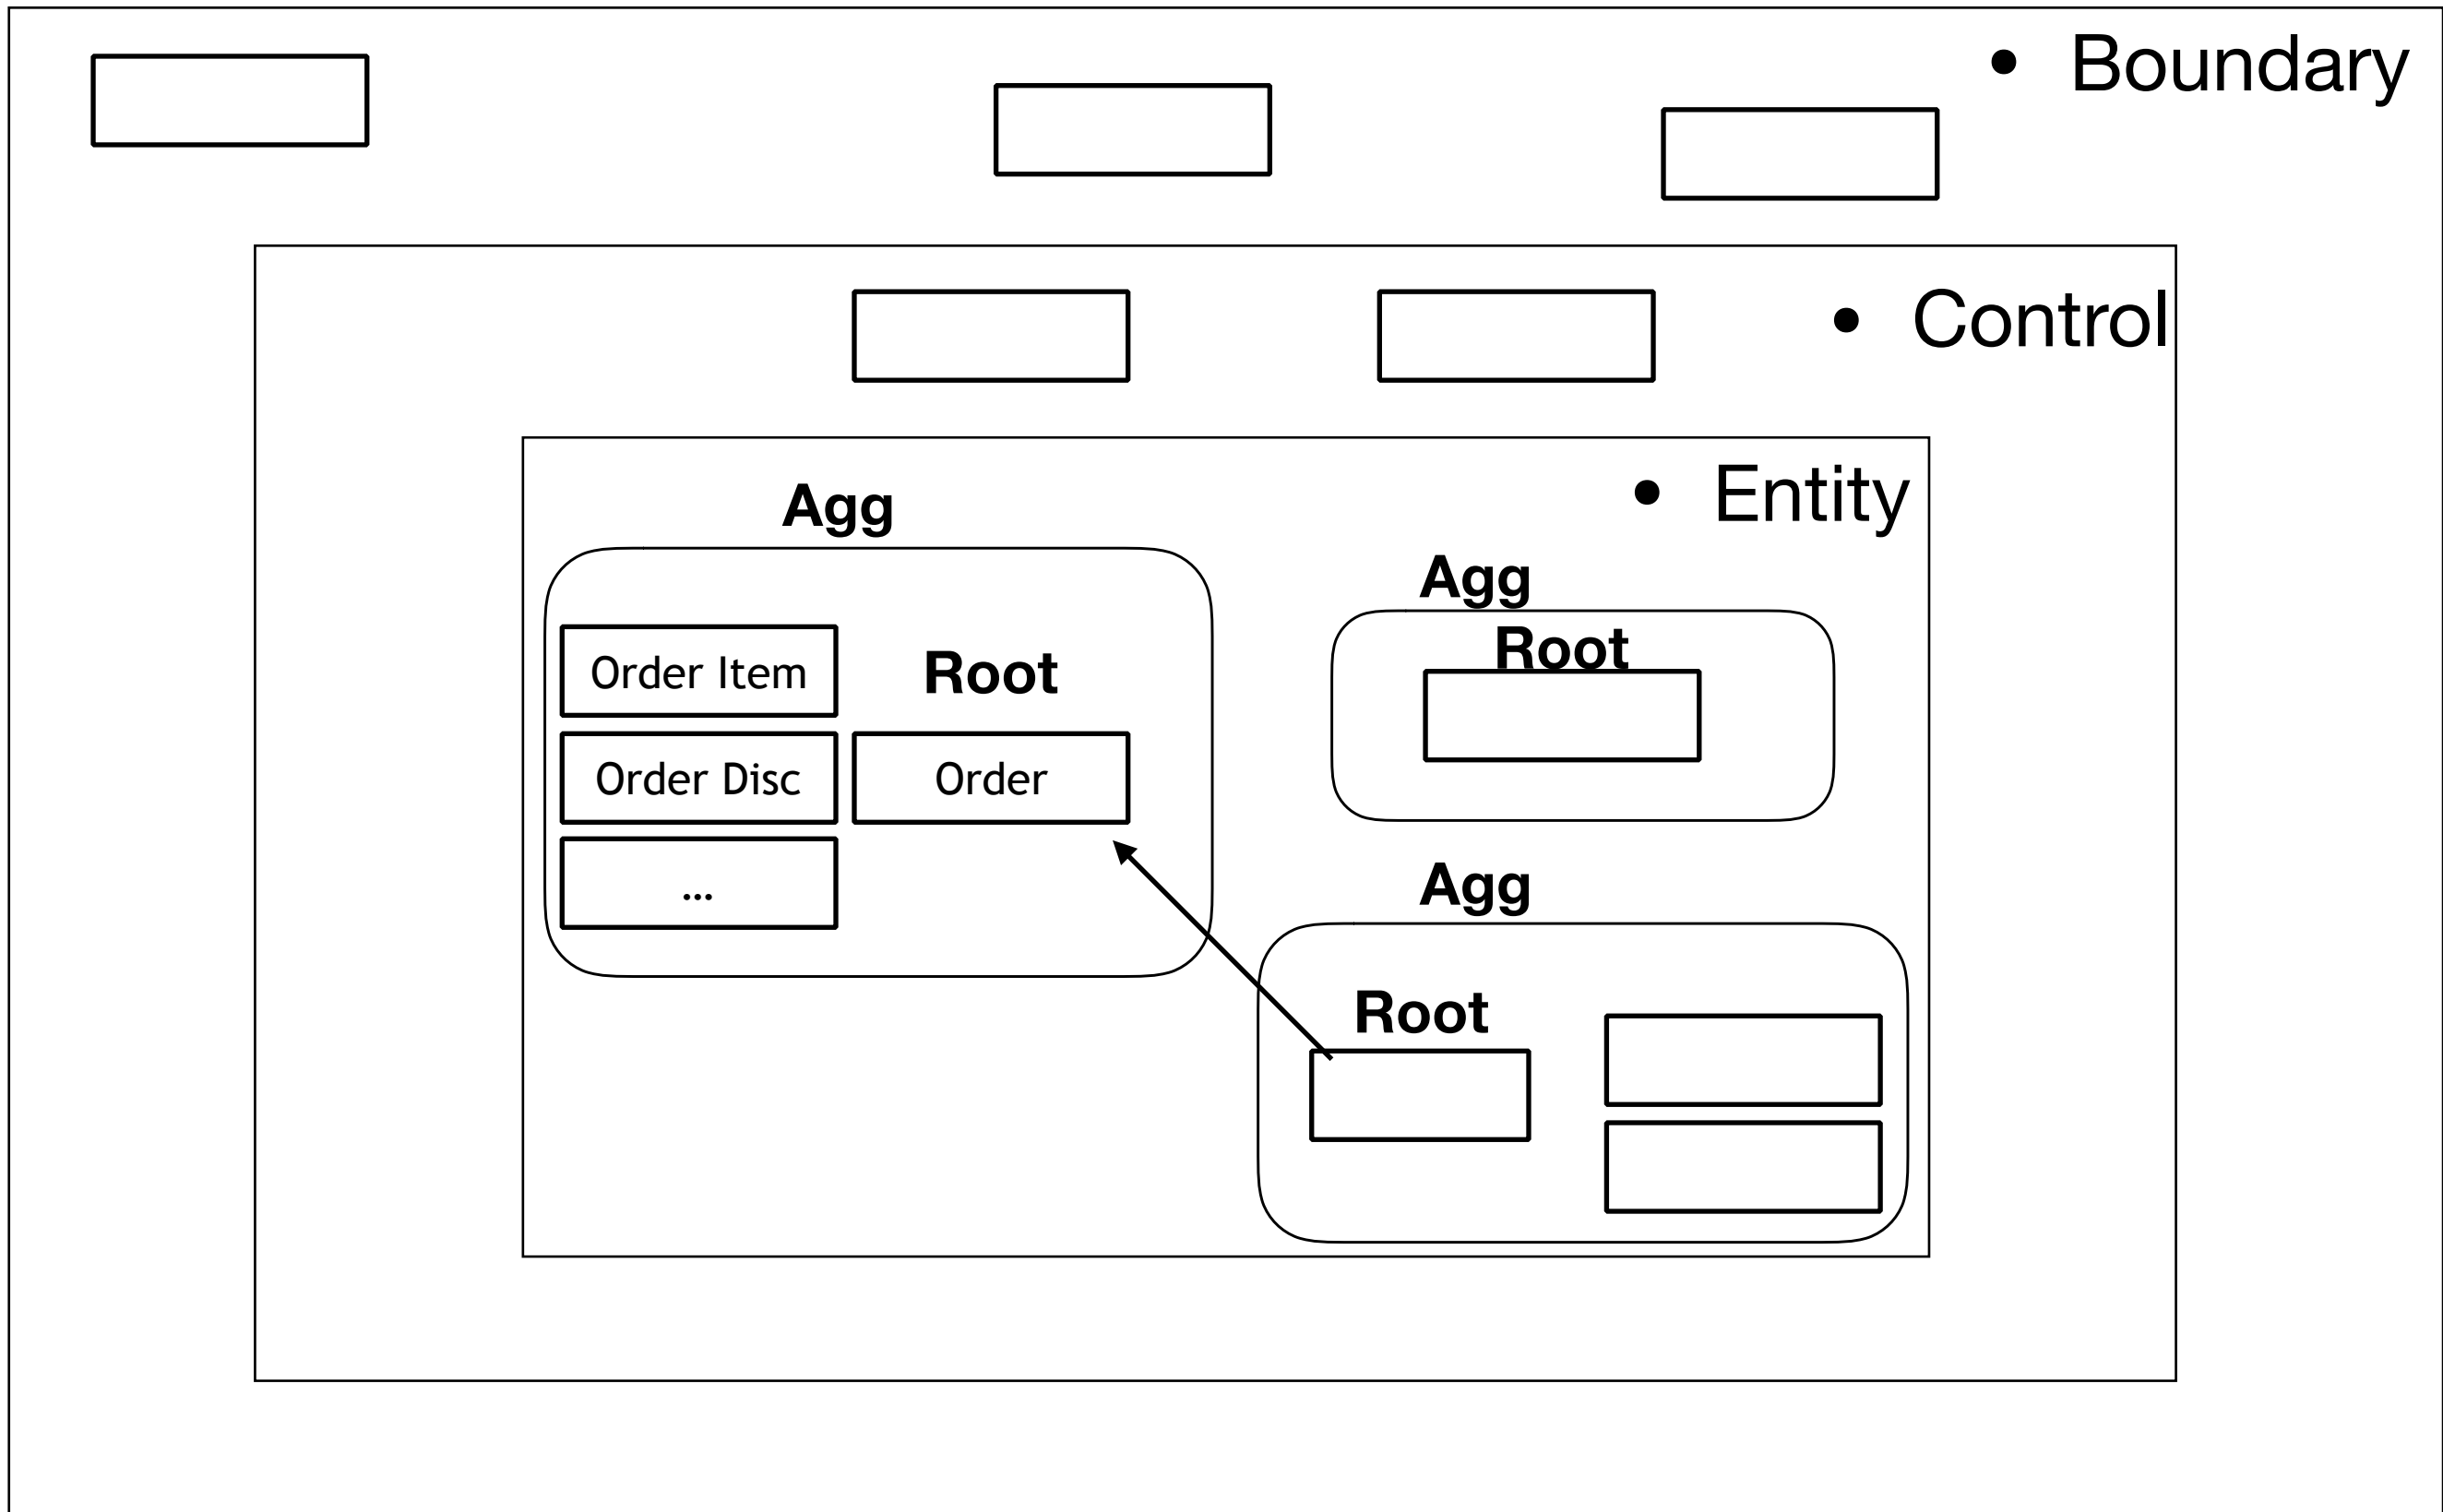 • Boundary
• Control
• Entity
Agg
Order Item
Root
Order Disc
Order
...
Agg
Root
Agg
Root